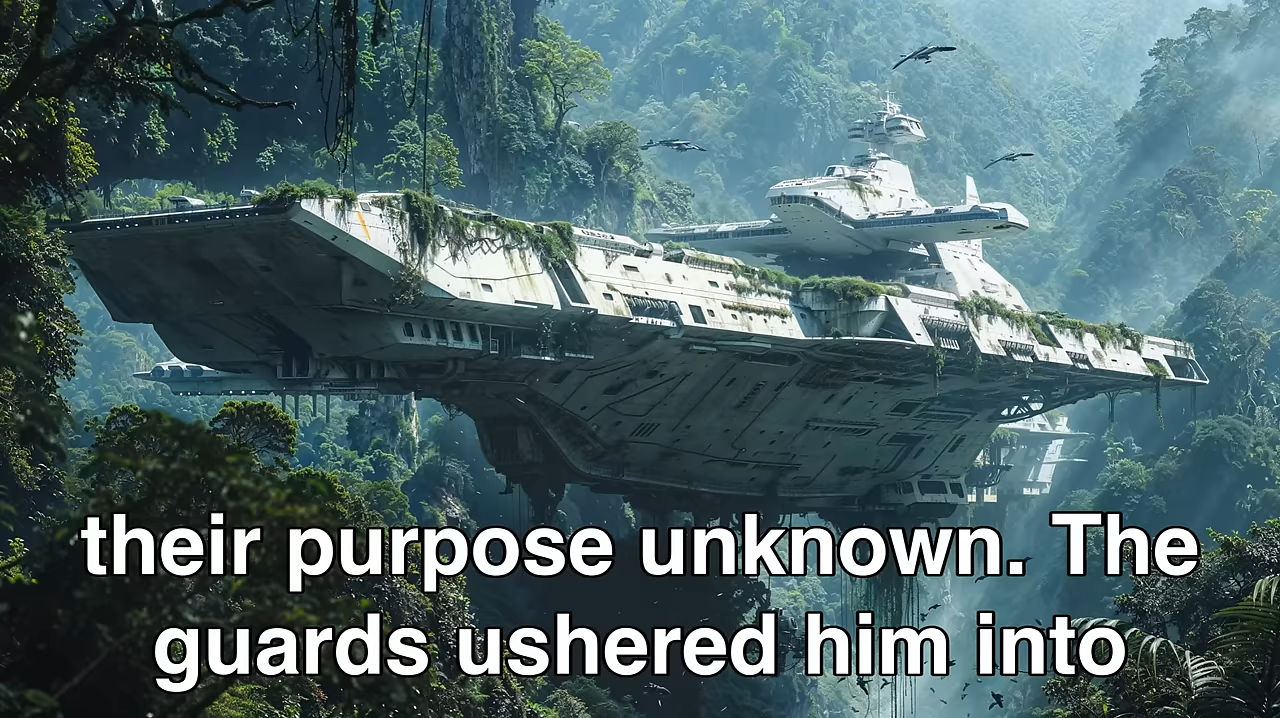 their purpose unknown. The
guards ushered him into